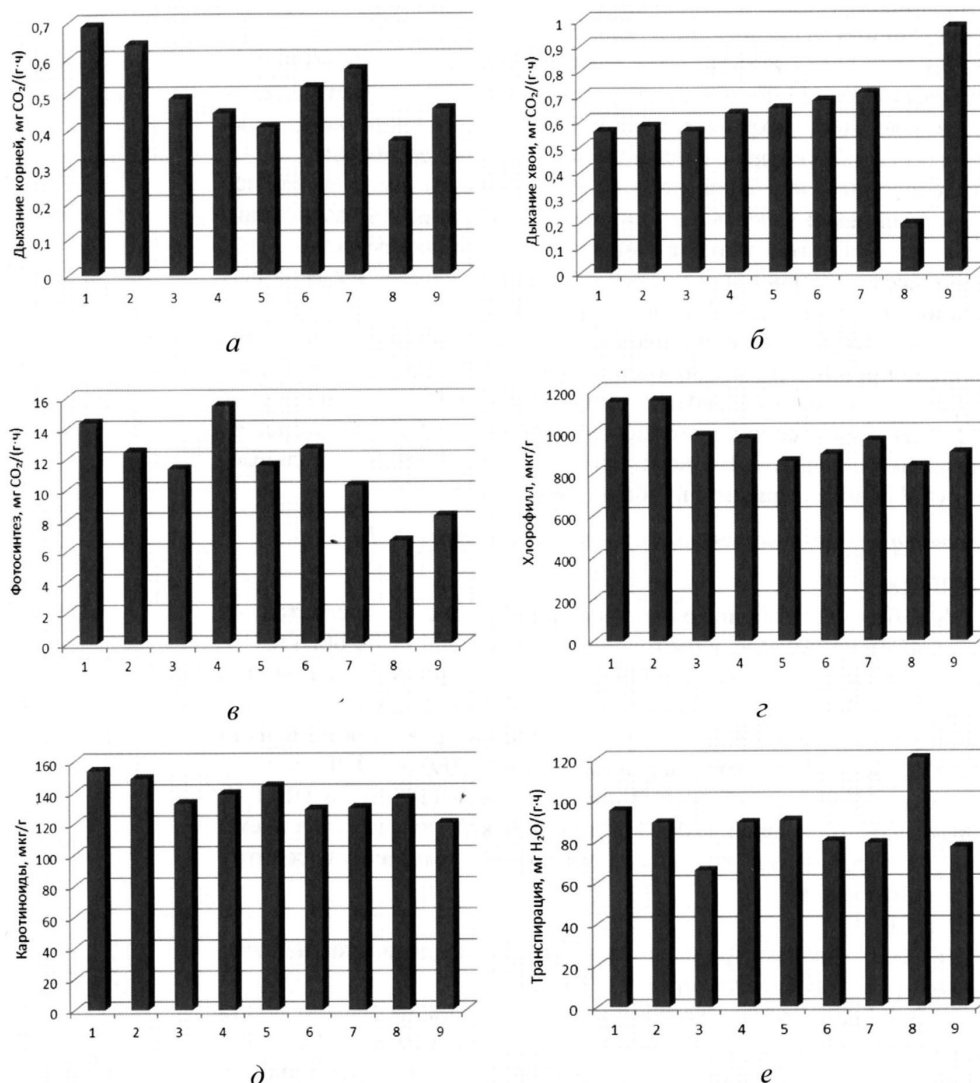 Дыхание корней, мг CO₂/(г·ч)
0,7
0,6
0,5
0,4
0,3
0,2
0,1
0
1 2 3 4 5 6 7 8 9
а
Дыхание хвои, мг CO₂/(г·ч)
1
0,9
0,8
0,7
0,6
0,5
0,4
0,3
0,2
0,1
0
1 2 3 4 5 6 7 8 9
б
Фотосинтез, мг CO₂/(г·ч)
16
14
12
10
8
6
4
2
0
1 2 3 4 5 6 7 8 9
в
Хлорофилл, мкг/г
1200
1000
800
600
400
200
0
1 2 3 4 5 6 7 8 9
г
Каротиноиды, мкг/г
160
140
120
100
80
60
40
20
0
1 2 3 4 5 6 7 8 9
д
Транспирация, мг H₂O/(г·ч)
120
100
80
60
40
20
0
1 2 3 4 5 6 7 8 9
е